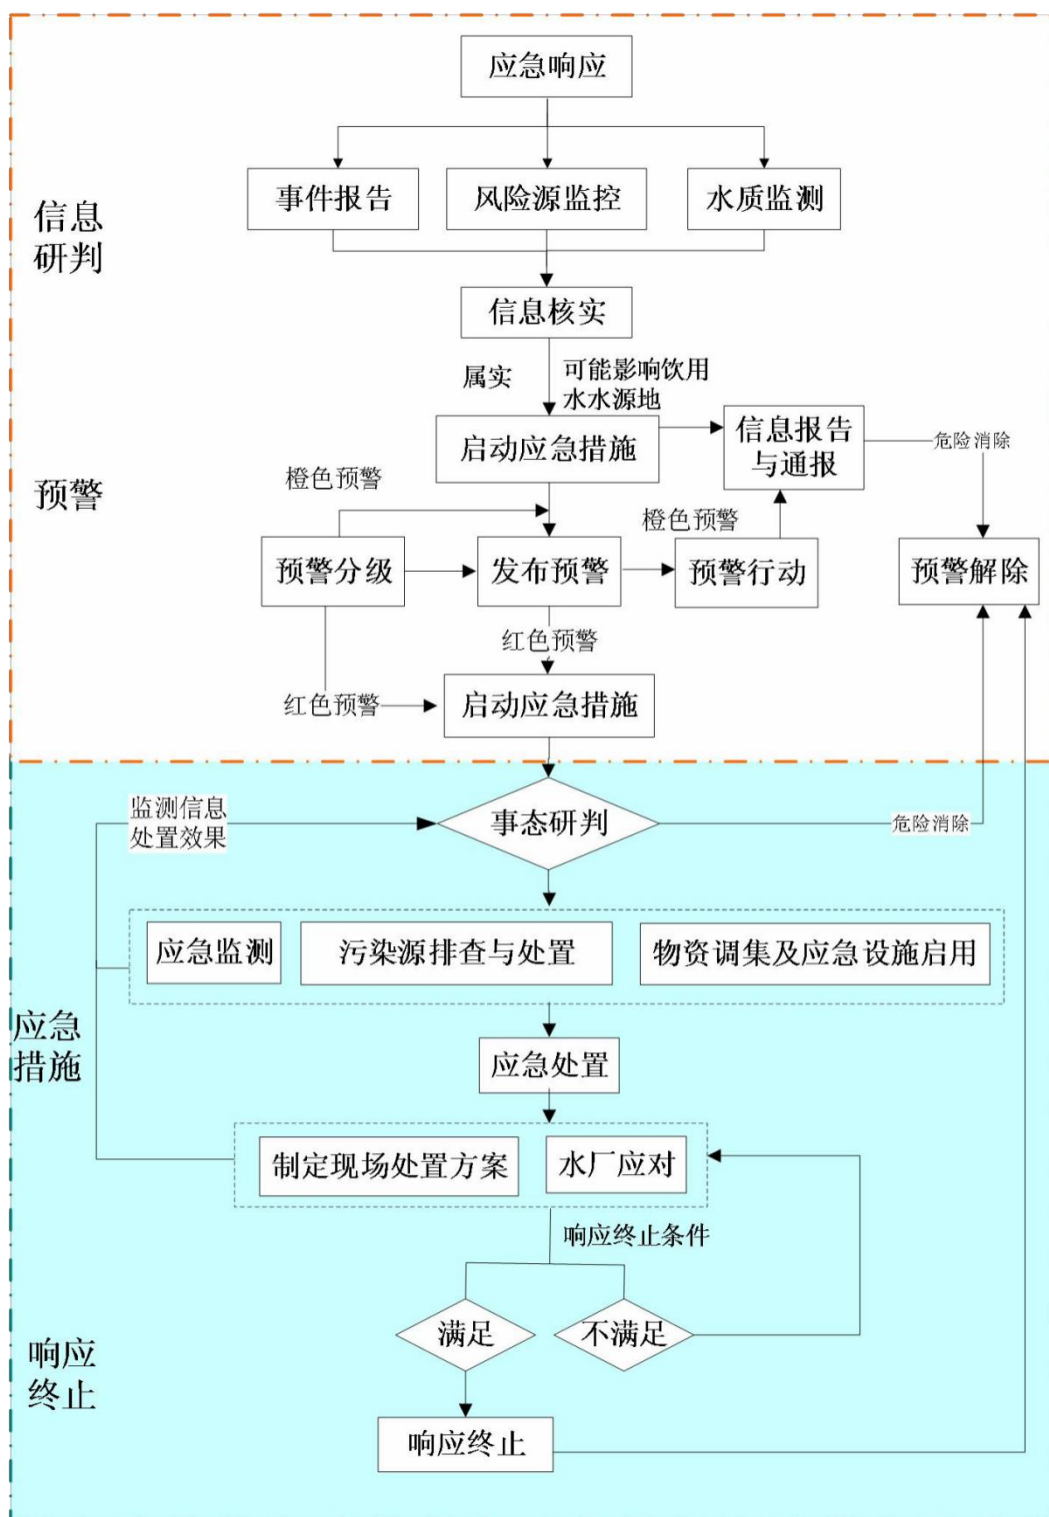 应急响应
事件报告
风险源监控
水质监测
信息
研判
信息核实
属实
可能影响饮用
水水源地
启动应急措施
信息报告
与通报
危险消除
橙色预警
预警
橙色预警
预警分级
发布预警
预警行动
预警解除
红色预警
红色预警
启动应急措施
监测信息
处置效果
事态研判
危险消除
应急监测
污染源排查与处置
物资调集及应急设施启用
应急
措施
应急处置
制定现场处置方案
水厂应对
响应终止条件
满足
不满足
响应
终止
响应终止